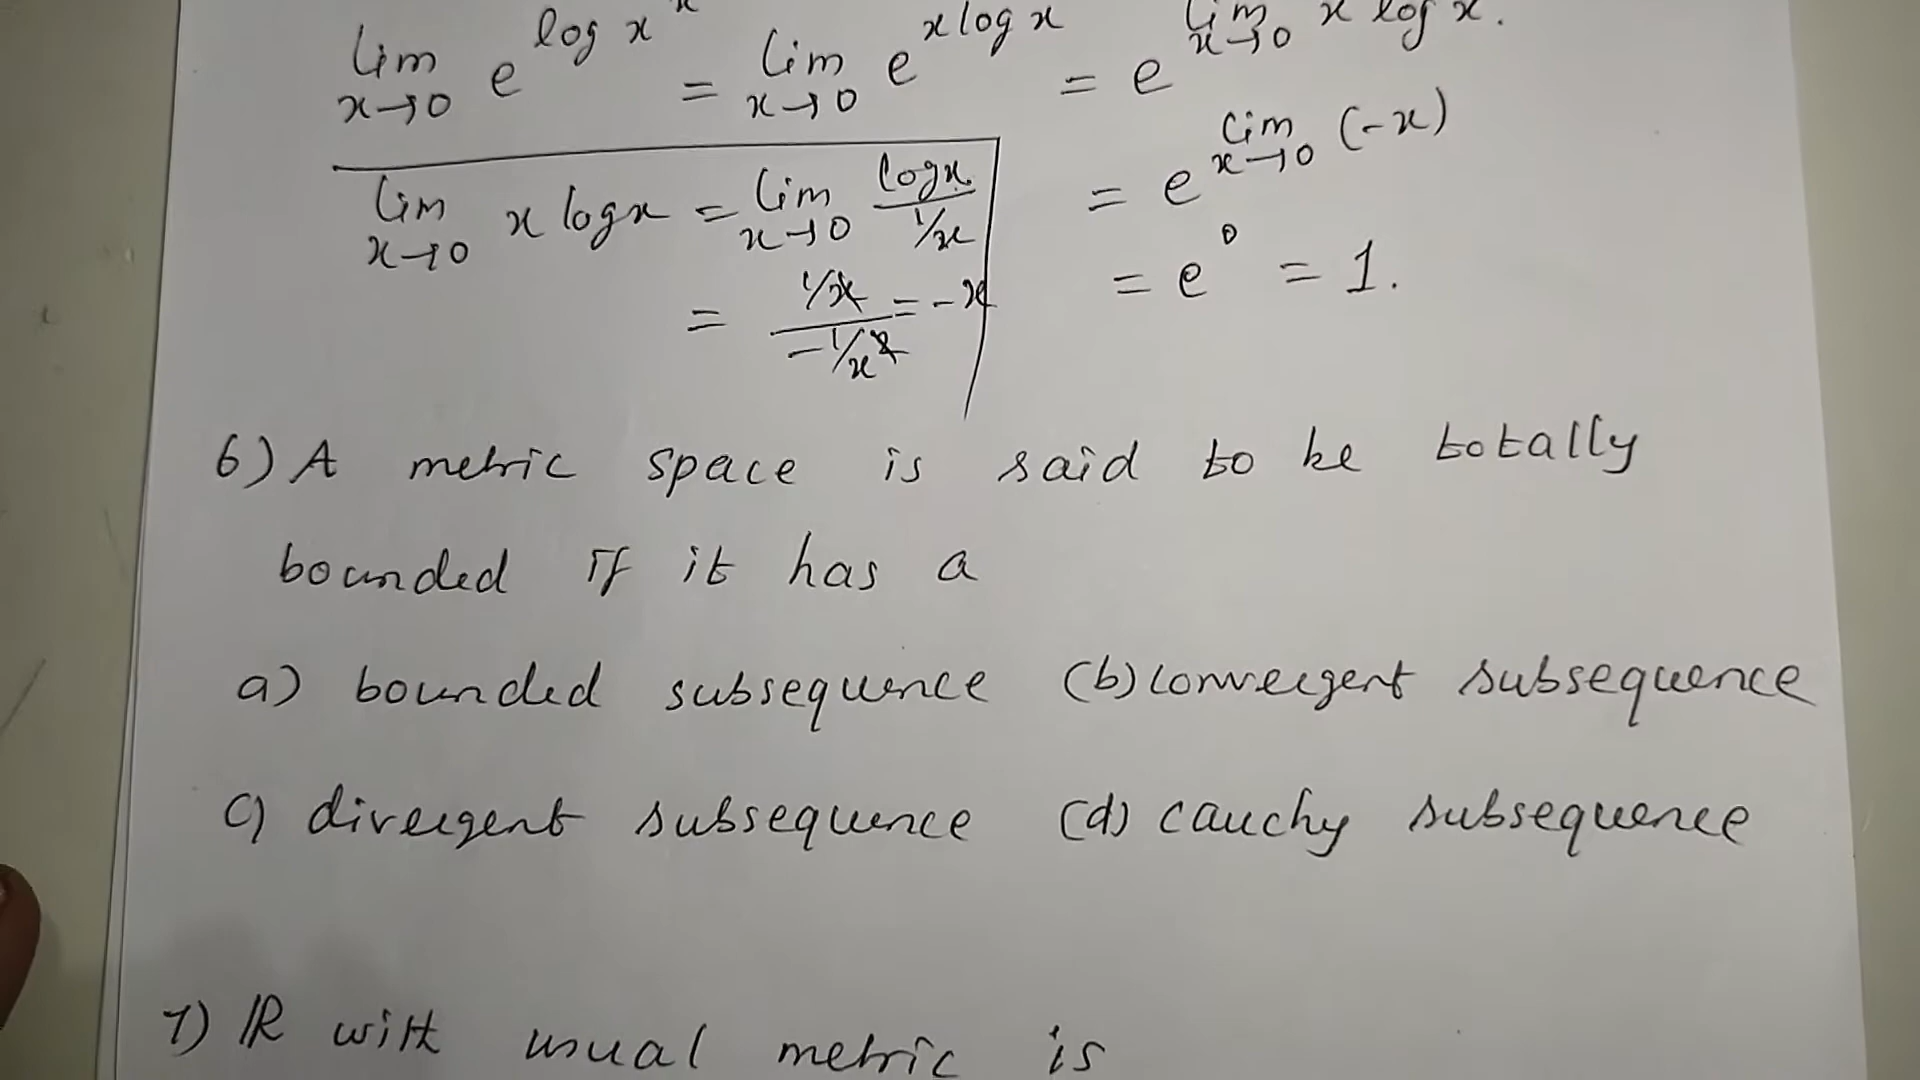 lim x→0 e^(log x^x) = lim x→0 e^(x log x) = e^(lim x→0 x log x).
= e^(lim x→0 (-x))
lim x→0 x log x = lim x→0 (log x)/(1/x)
= e^0 = 1.
= (1/x)/(-1/x^2) = -x
6) A metric space is said to be totally
bounded if it has a
a) bounded subsequence (b) convergent subsequence
c) divergent subsequence (d) cauchy subsequence
7) ℝ with usual metric is